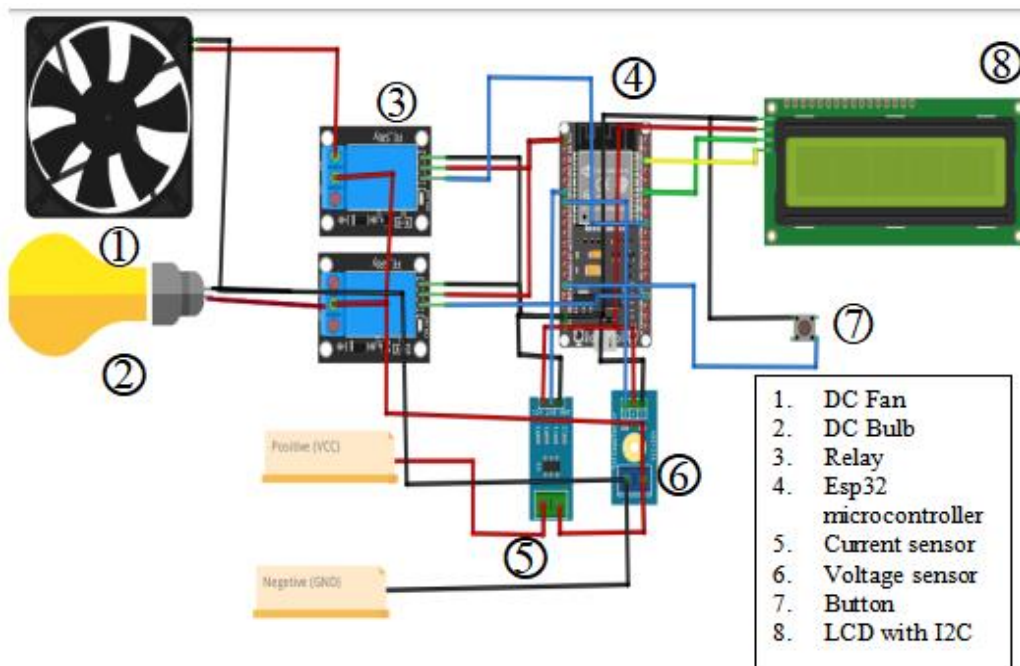 8
4
3
1
7
2
1. DC Fan
2. DC Bulb
3. Relay
4. Esp32
microcontroller
5. Current sensor
6. Voltage sensor
7. Button
8. LCD with I2C
Positive (VCC)
6
5
Negetive (GND)